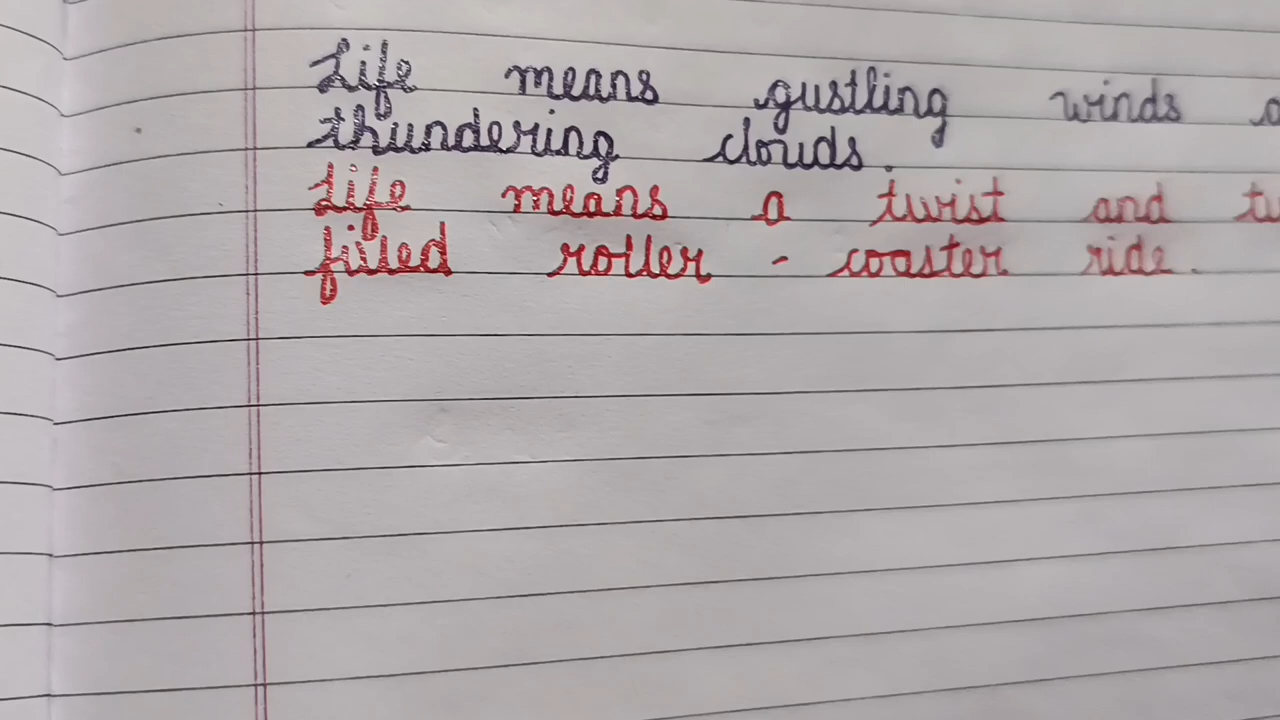 Life means gustling winds
thundering clouds.
Life means a twist and
filled roller - coaster ride.